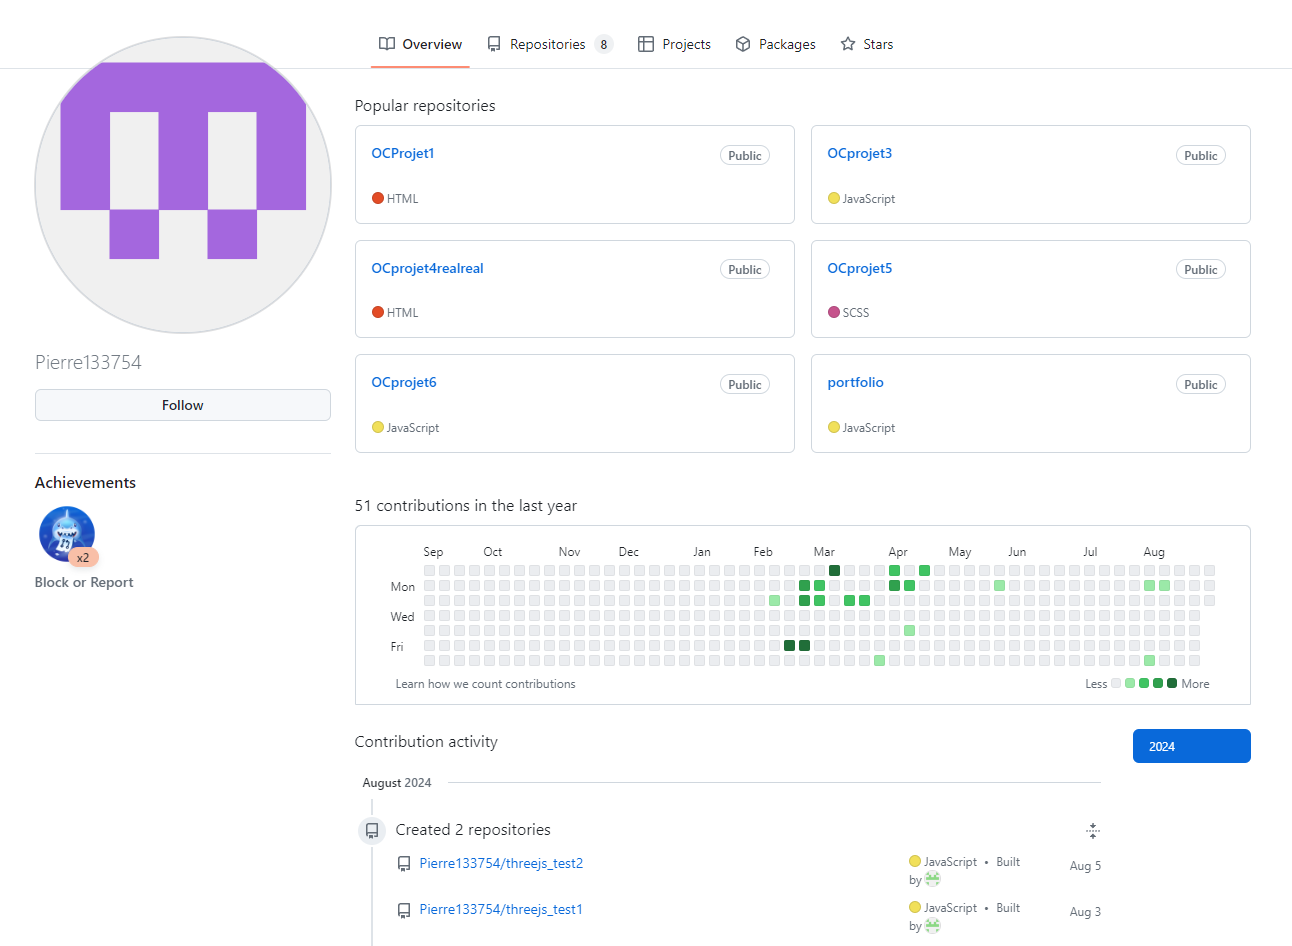 Overview Repositories 8 Projects Packages Stars
Pierre133754
Follow
Achievements
x2
Block or Report
Popular repositories
OCProjet1 Public
HTML
OCprojet3 Public
JavaScript
OCprojet4realreal Public
HTML
OCprojet5 Public
SCSS
OCprojet6 Public
JavaScript
portfolio Public
JavaScript
51 contributions in the last year
Sep Oct Nov Dec Jan Feb Mar Apr May Jun Jul Aug
Mon
Wed
Fri
Learn how we count contributions
Less More
Contribution activity
2024
August 2024
Created 2 repositories
Pierre133754/threejs_test2
JavaScript • Built
by
Aug 5
Pierre133754/threejs_test1
JavaScript • Built
by
Aug 3